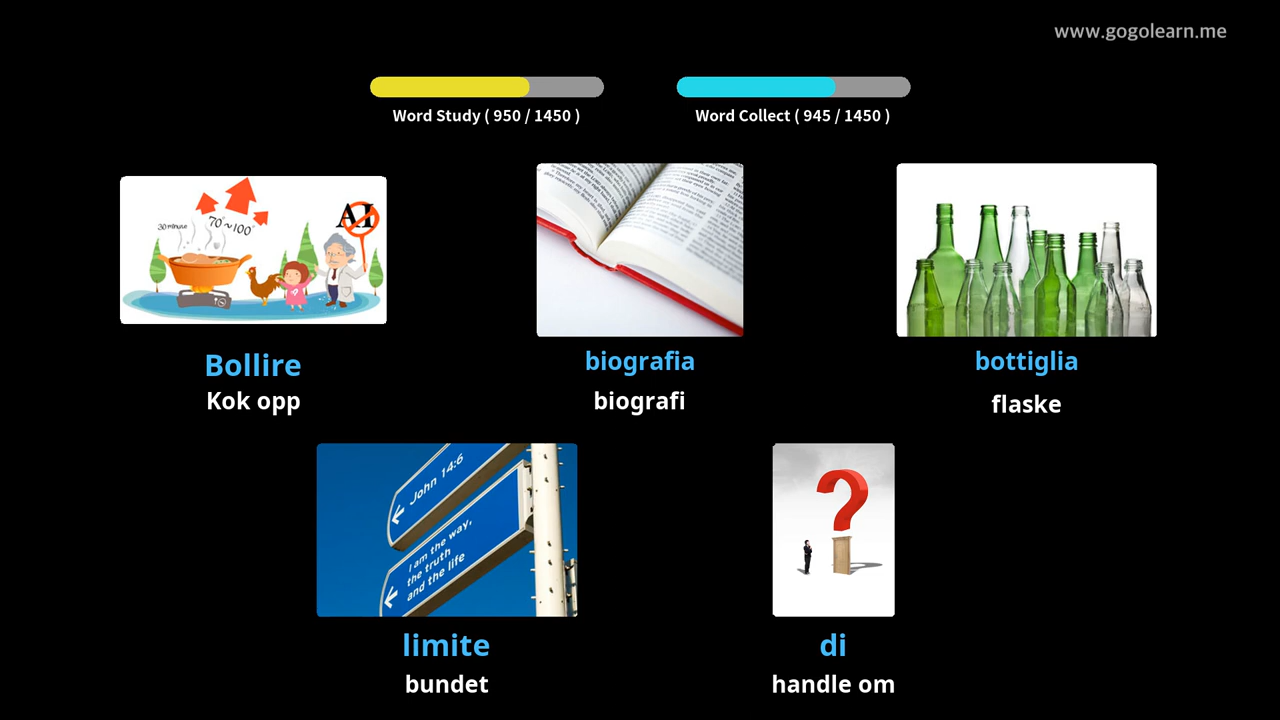 www.gogolearn.me
Word Study ( 950 / 1450 )
Word Collect ( 945 / 1450 )
30 minute
70°~100°
AI
Bollire
Kok opp
biografia
biografi
bottiglia
flaske
John 14:6
I am the way,
the truth
and the life
limite
bundet
di
handle om